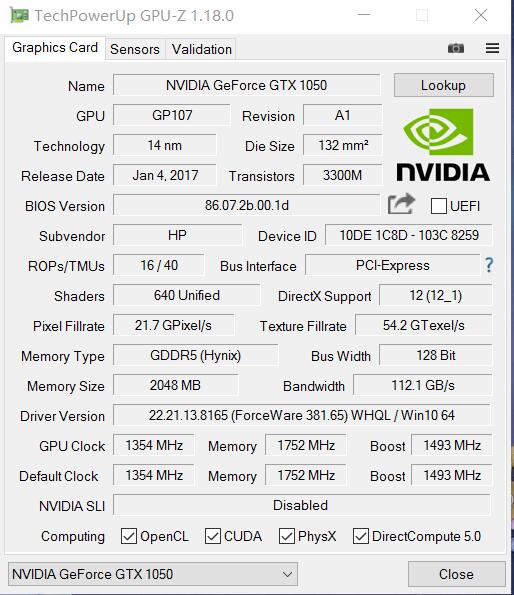 TechPowerUp GPU-Z 1.18.0
Graphics Card Sensors Validation
Name NVIDIA GeForce GTX 1050 Lookup
GPU GP107 Revision A1
Technology 14 nm Die Size 132 mm²
Release Date Jan 4, 2017 Transistors 3300M
NVIDIA
BIOS Version 86.07.2b.00.1d UEFI
Subvendor HP Device ID 10DE 1C8D - 103C 8259
ROPs/TMUs 16 / 40 Bus Interface PCI-Express ?
Shaders 640 Unified DirectX Support 12 (12_1)
Pixel Fillrate 21.7 GPixel/s Texture Fillrate 54.2 GTexel/s
Memory Type GDDR5 (Hynix) Bus Width 128 Bit
Memory Size 2048 MB Bandwidth 112.1 GB/s
Driver Version 22.21.13.8165 (ForceWare 381.65) WHQL / Win10 64
GPU Clock 1354 MHz Memory 1752 MHz Boost 1493 MHz
Default Clock 1354 MHz Memory 1752 MHz Boost 1493 MHz
NVIDIA SLI Disabled
Computing OpenCL CUDA PhysX DirectCompute 5.0
NVIDIA GeForce GTX 1050 Close